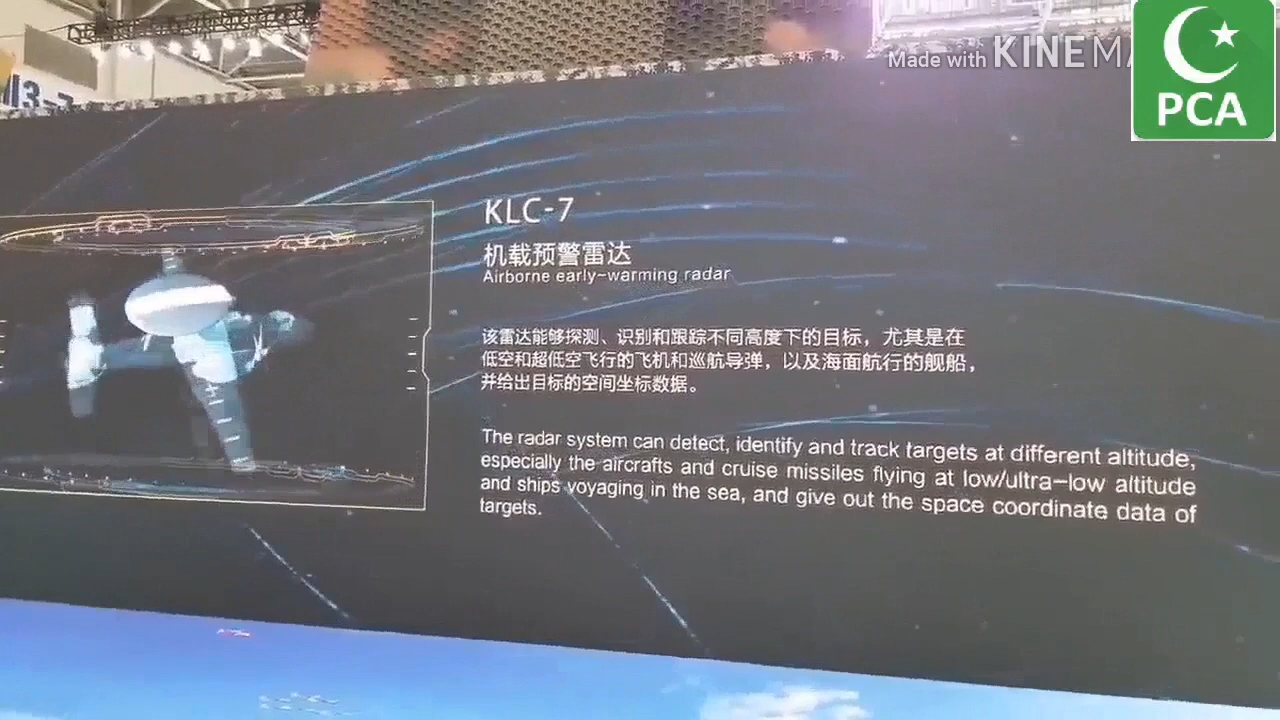 Made with KINEMA
PCA
KLC-7
机载预警雷达
Airborne early-warming radar
该雷达能够探测、识别和跟踪不同高度下的目标，尤其是在
低空和超低空飞行的飞机和巡航导弹，以及海面航行的舰船，
并给出目标的空间坐标数据。
The radar system can detect, identify and track targets at different altitude,
especially the aircrafts and cruise missiles flying at low/ultra-low altitude
and ships voyaging in the sea, and give out the space coordinate data of
targets.